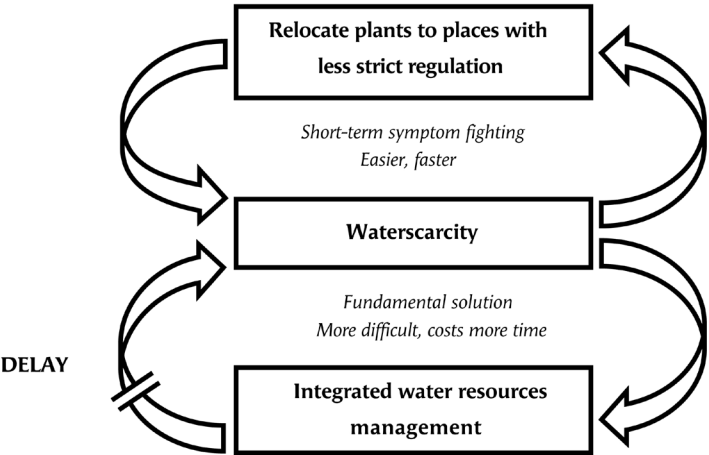 Relocate plants to places with
less strict regulation
Short-term symptom fighting
Easier, faster
Waterscarcity
Fundamental solution
More difficult, costs more time
DELAY
Integrated water resources
management